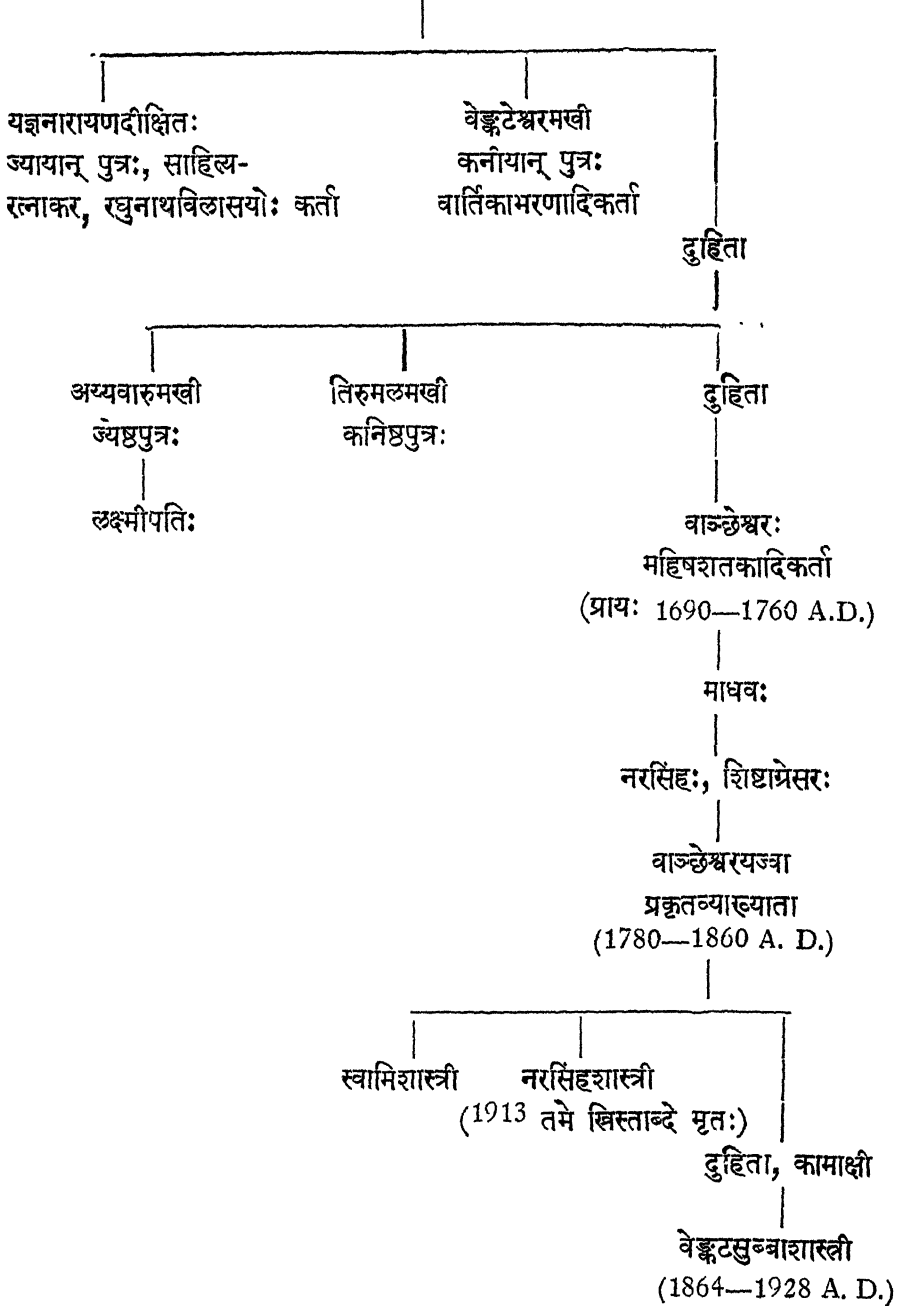 यज्ञनारायणदीक्षितः
ज्यायान् पुत्रः, साहित्य-
रत्नाकर, रघुनाथविलासयोः कर्ता
वेङ्कटेश्वरमखी
कनीयान् पुत्रः
वार्तिकाभरणादिकर्ता
दुहिता
अय्यवारुमखी
ज्येष्ठपुत्रः
लक्ष्मीपतिः
तिरुमलमखी
कनिष्ठपुत्रः
दुहिता
वाञ्छेश्वरः
महिषशतकादिकर्ता
(प्रायः 1690—1760 A.D.)
माधवः
नरसिंहः, शिष्टाग्रेसरः
वाञ्छेश्वरयज्वा
प्रकृतव्याख्याता
(1780—1860 A. D.)
स्वामिशास्त्री
नरसिंहशास्त्री
(1913 तमे ख्रिस्ताब्दे मृतः)
दुहिता, कामाक्षी
वेङ्कटसुब्बाशास्त्री
(1864—1928 A. D.)